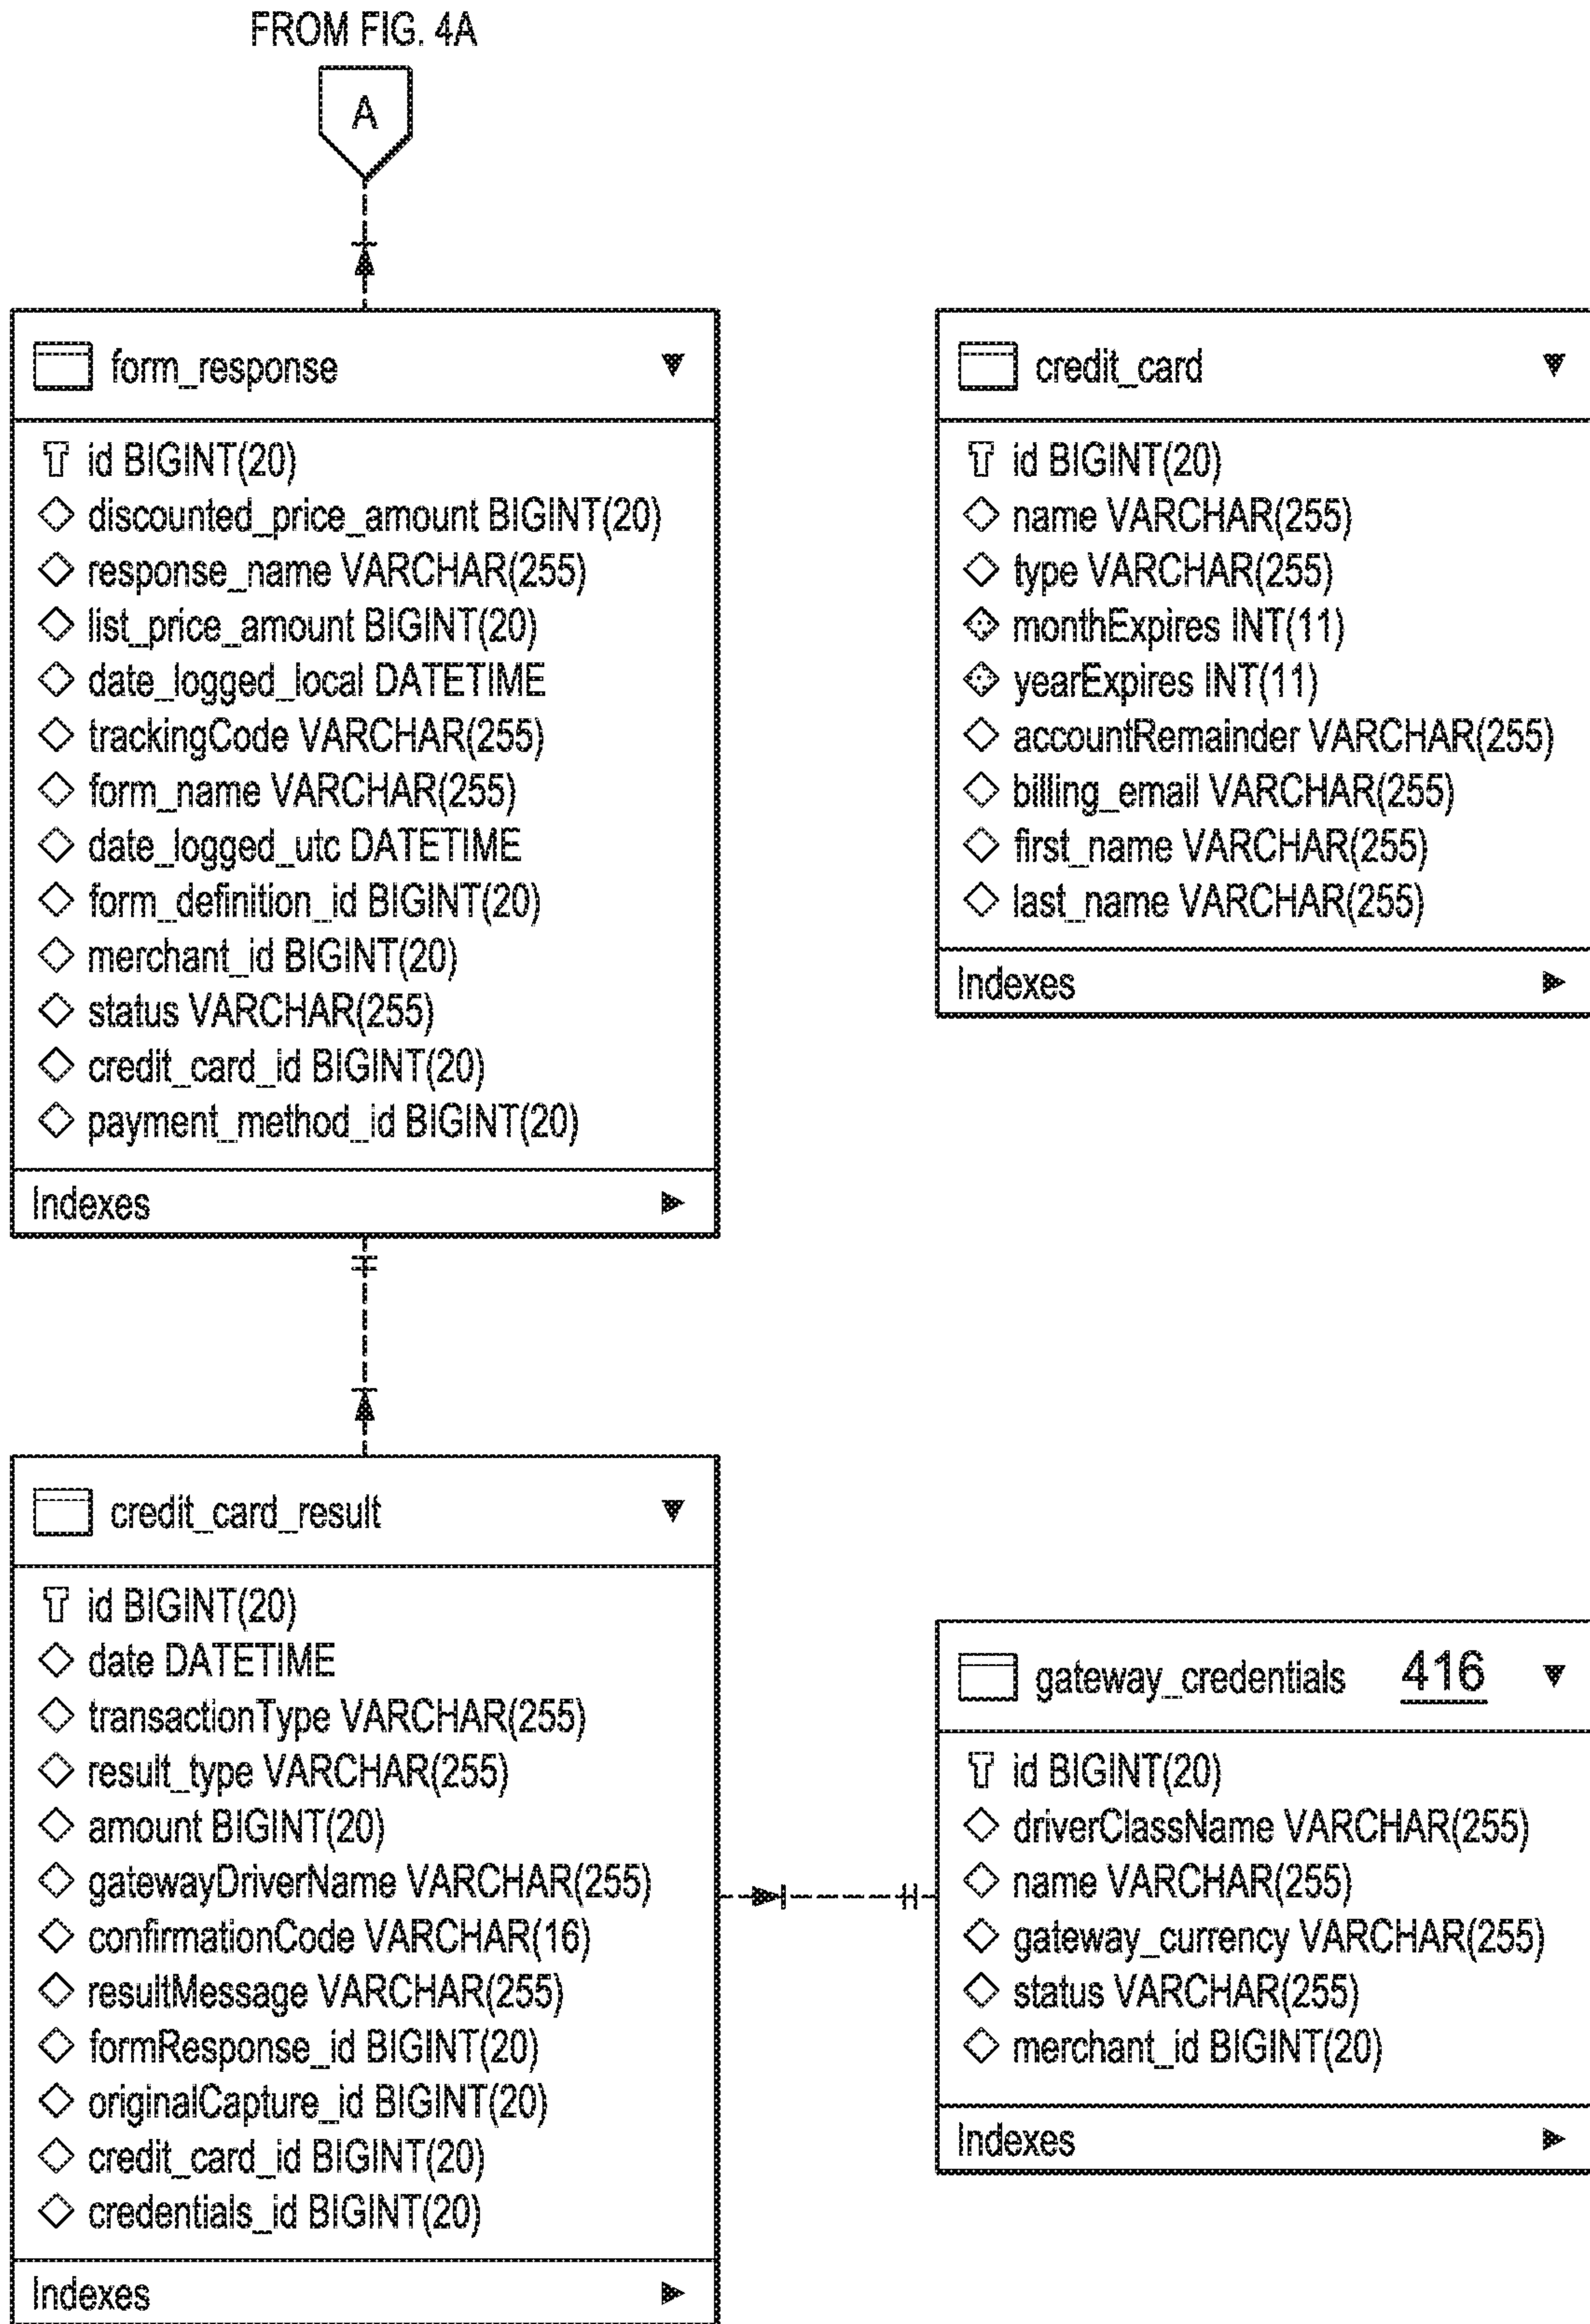 FROM FIG. 4A
A
form_response
id BIGINT(20)
discounted_price_amount BIGINT(20)
response_name VARCHAR(255)
list_price_amount BIGINT(20)
date_logged_local DATETIME
trackingCode VARCHAR(255)
form_name VARCHAR(255)
date_logged_utc DATETIME
form_definition_id BIGINT(20)
merchant_id BIGINT(20)
status VARCHAR(255)
credit_card_id BIGINT(20)
payment_method_id BIGINT(20)
Indexes
credit_card
id BIGINT(20)
name VARCHAR(255)
type VARCHAR(255)
monthExpires INT(11)
yearExpires INT(11)
accountRemainder VARCHAR(255)
billing_email VARCHAR(255)
first_name VARCHAR(255)
last_name VARCHAR(255)
Indexes
credit_card_result
id BIGINT(20)
date DATETIME
transactionType VARCHAR(255)
result_type VARCHAR(255)
amount BIGINT(20)
gatewayDriverName VARCHAR(255)
confirmationCode VARCHAR(16)
resultMessage VARCHAR(255)
formResponse_id BIGINT(20)
originalCapture_id BIGINT(20)
credit_card_id BIGINT(20)
credentials_id BIGINT(20)
Indexes
gateway_credentials 416
id BIGINT(20)
driverClassName VARCHAR(255)
name VARCHAR(255)
gateway_currency VARCHAR(255)
status VARCHAR(255)
merchant_id BIGINT(20)
Indexes